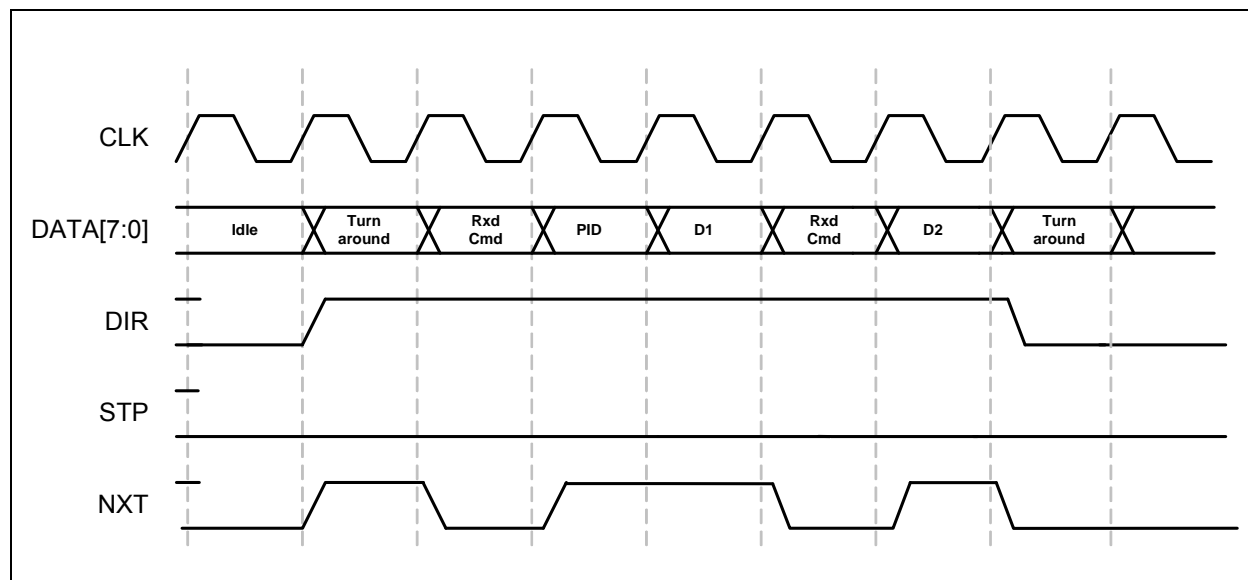 CLK
DATA[7:0]
Idle
Turn
around
Rxd
Cmd
PID
D1
Rxd
Cmd
D2
Turn
around
DIR
STP
NXT